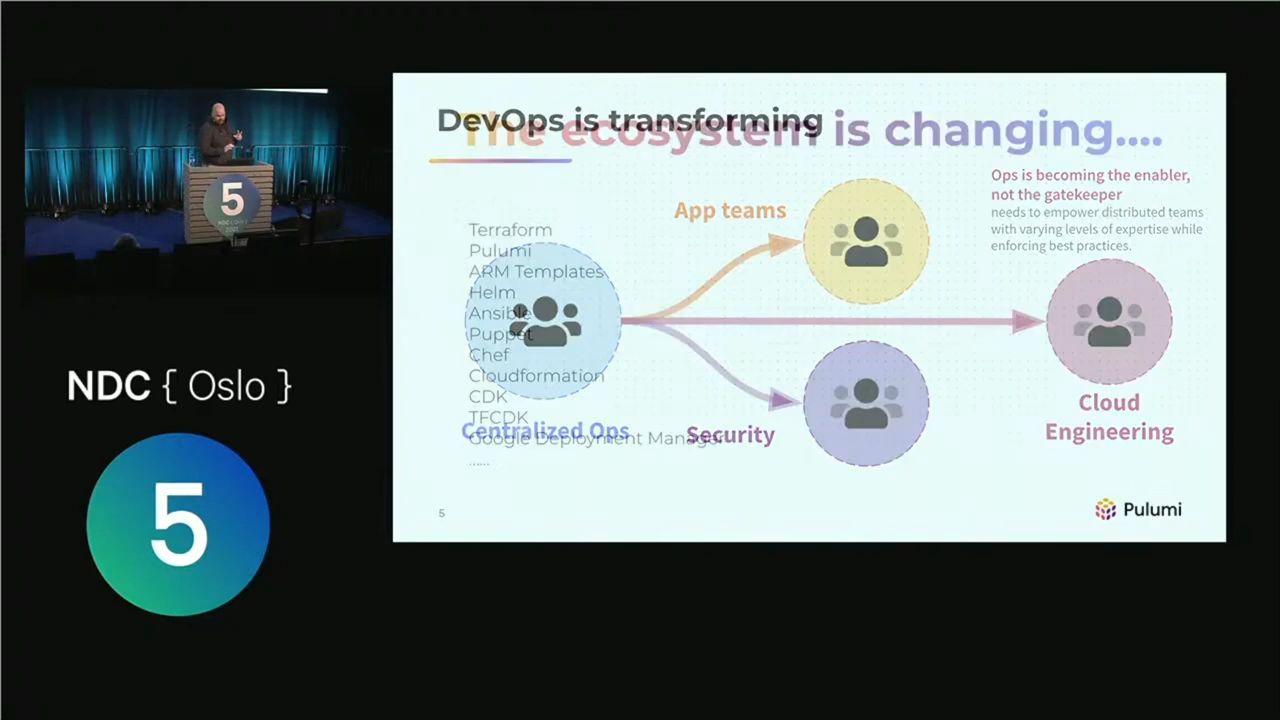 5
NDC { Oslo }
5
DevOps is transforming
The ecosystem is changing....
Ops is becoming the enabler,
not the gatekeeper
needs to empower distributed teams
with varying levels of expertise while
enforcing best practices.
App teams
Terraform
Pulumi
ARM Templates
Helm
Ansible
Puppet
Chef
Cloudformation
CDK
TFCDK
Google Deployment Manager
......
Centralized Ops
Security
Cloud
Engineering
5
Pulumi